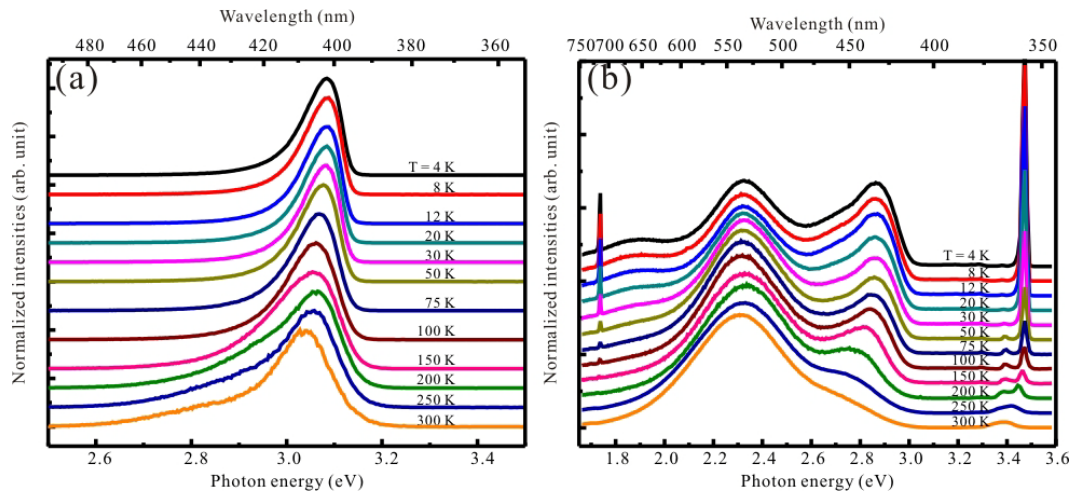 Wavelength (nm)
480 460 440 420 400 380 360
(a)
T = 4 K
8 K
12 K
20 K
30 K
50 K
75 K
100 K
150 K
200 K
250 K
300 K
Normalized intensities (arb. unit)
2.6 2.8 3.0 3.2 3.4
Photon energy (eV)
Wavelength (nm)
750 700 650 600 550 500 450 400 350
(b)
T = 4 K
8 K
12 K
20 K
30 K
50 K
75 K
100 K
150 K
200 K
250 K
300 K
Normalized intensities (arb. unit)
1.8 2.0 2.2 2.4 2.6 2.8 3.0 3.2 3.4 3.6
Photon energy (eV)